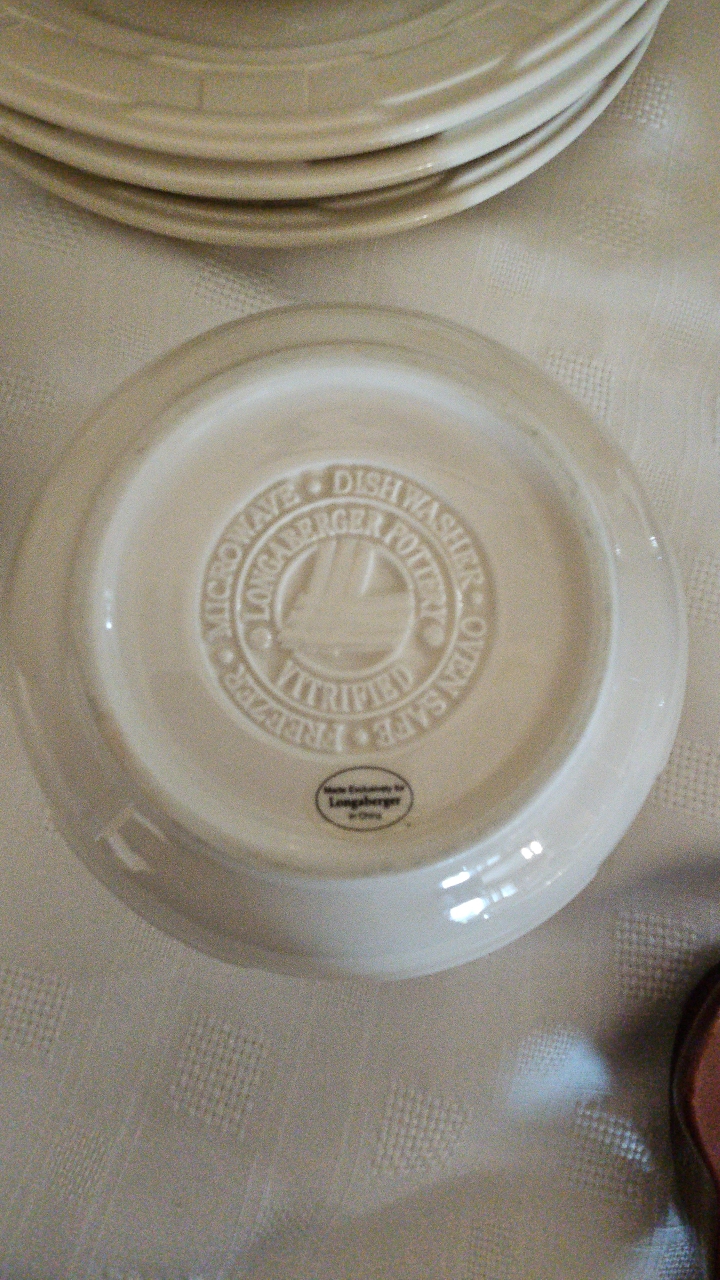 MICROWAVE • DISHWASHER • OVEN SAFE • FREEZER •
LONGABERGER POTTERY
VITRIFIED
Made Exclusively for
Longaberger
in China